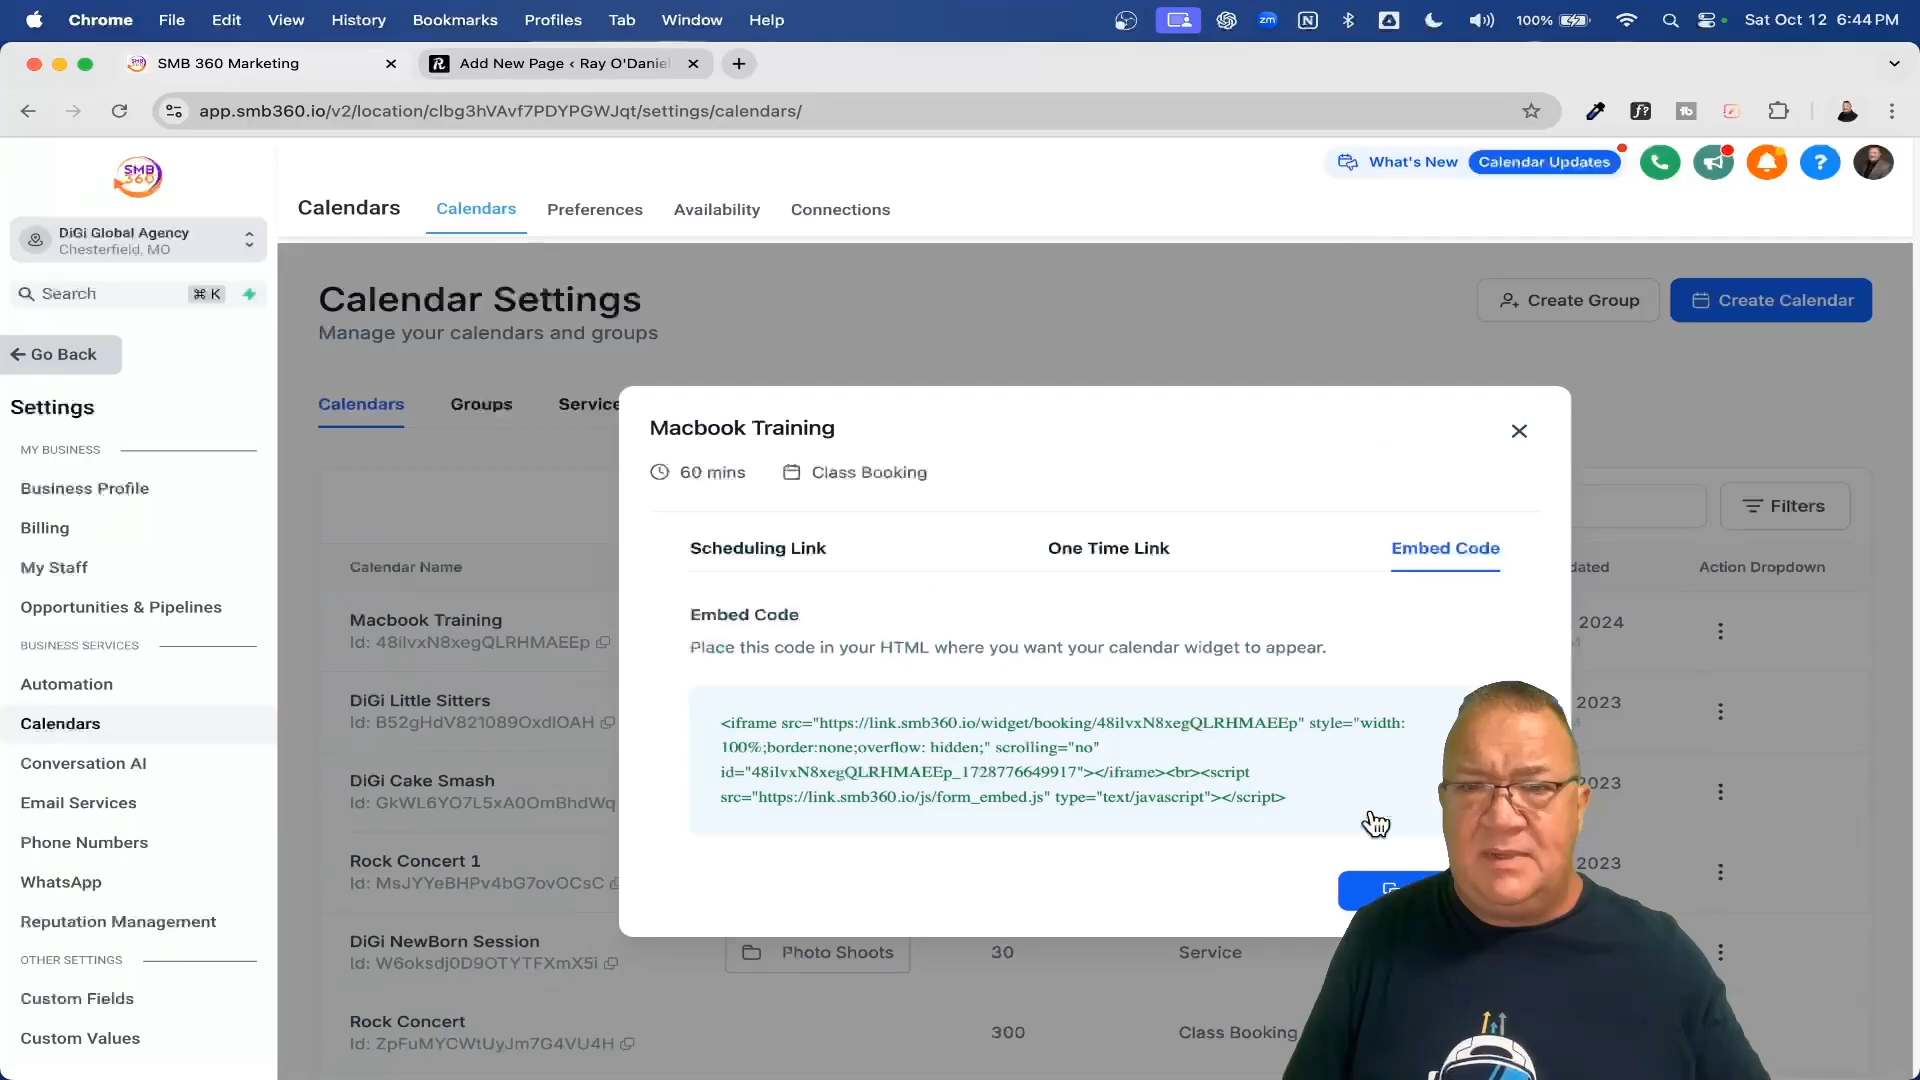 Chrome File Edit View History Bookmarks Profiles Tab Window Help
zm 100% Sat Oct 12 6:44 PM
SMB 360 Marketing
Add New Page ‹ Ray O'Daniel
app.smb360.io/v2/location/clbg3hVAvf7PDYPGWJqt/settings/calendars/
SMB 360
What's New
Calendar Updates
Calendars
Calendars
Preferences
Availability
Connections
DiGi Global Agency
Chesterfield, MO
Search
⌘ K
Go Back
Settings
MY BUSINESS
Business Profile
Billing
My Staff
Opportunities & Pipelines
BUSINESS SERVICES
Automation
Calendars
Conversation AI
Email Services
Phone Numbers
WhatsApp
Reputation Management
OTHER SETTINGS
Custom Fields
Custom Values
Calendar Settings
Manage your calendars and groups
Create Group
Create Calendar
Calendars
Groups
Service
Filters
Calendar Name
dated
Action Dropdown
Macbook Training
Id: 48ilvxN8xegQLRHMAEEp
2024
DiGi Little Sitters
Id: B52gHdV821089OxdlOAH
2023
DiGi Cake Smash
Id: GkWL6YO7L5xA0OmBhdWq
023
Rock Concert 1
Id: MsJYYeBHPv4bG7ovOCsC
2023
DiGi NewBorn Session
Id: W6oksdj0D9OTYTFXmX5i
Photo Shoots
30
Service
Rock Concert
Id: ZpFuMYCWtUyJm7G4VU4H
300
Class Booking
Macbook Training
60 mins
Class Booking
Scheduling Link
One Time Link
Embed Code
Embed Code
Place this code in your HTML where you want your calendar widget to appear.
<iframe src="https://link.smb360.io/widget/booking/48ilvxN8xegQLRHMAEEp" style="width:
100%;border:none;overflow: hidden;" scrolling="no"
id="48ilvxN8xegQLRHMAEEp_1728776649917"></iframe><br><script
src="https://link.smb360.io/js/form_embed.js" type="text/javascript"></script>